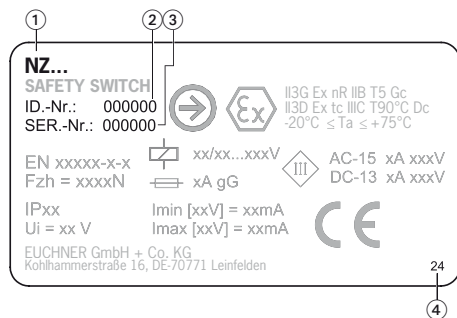 1 2 3
NZ...
SAFETY SWITCH
ID.-Nr.: 000000
SER.-Nr.: 000000
Ex
II3G Ex nR IIB T5 Gc
II3D Ex tc IIIC T90°C Dc
-20°C ≤ Ta ≤ +75°C
EN xxxxx-x-x
Fzh = xxxxN
xx/xx...xxxV
xA gG
III
AC-15 xA xxxV
DC-13 xA xxxV
IPxx
Ui = xx V
Imin [xxV] = xxmA
Imax [xxV] = xxmA
CE
EUCHNER GmbH + Co. KG
Kohlhammerstraße 16, DE-70771 Leinfelden
24
4